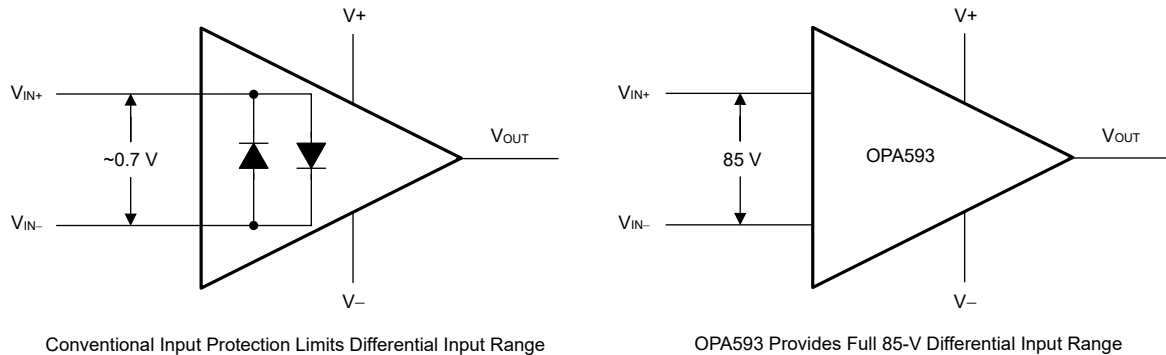 V+
VIN+
~0.7 V
VIN–
VOUT
V–
Conventional Input Protection Limits Differential Input Range
V+
VIN+
85 V
VIN–
OPA593
VOUT
V–
OPA593 Provides Full 85-V Differential Input Range